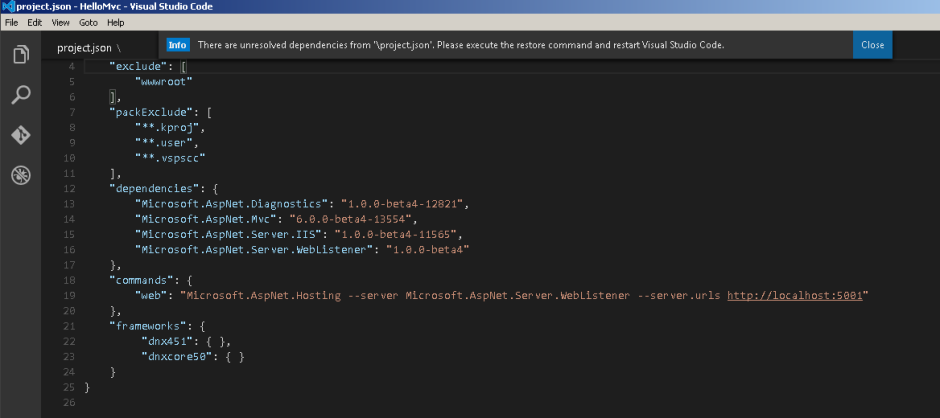 project.json - HelloMvc - Visual Studio Code
File Edit View Goto Help
project.json \
Info There are unresolved dependencies from '\project.json'. Please execute the restore command and restart Visual Studio Code. Close
4 "exclude": [
5 "wwwroot"
6 ],
7 "packExclude": [
8 "**.kproj",
9 "**.user",
10 "**.vspscc"
11 ],
12 "dependencies": {
13 "Microsoft.AspNet.Diagnostics": "1.0.0-beta4-12821",
14 "Microsoft.AspNet.Mvc": "6.0.0-beta4-13554",
15 "Microsoft.AspNet.Server.IIS": "1.0.0-beta4-11565",
16 "Microsoft.AspNet.Server.WebListener": "1.0.0-beta4"
17 },
18 "commands": {
19 "web": "Microsoft.AspNet.Hosting --server Microsoft.AspNet.Server.WebListener --server.urls http://localhost:5001"
20 },
21 "frameworks": {
22 "dnx451": { },
23 "dnxcore50": { }
24 }
25 }
26